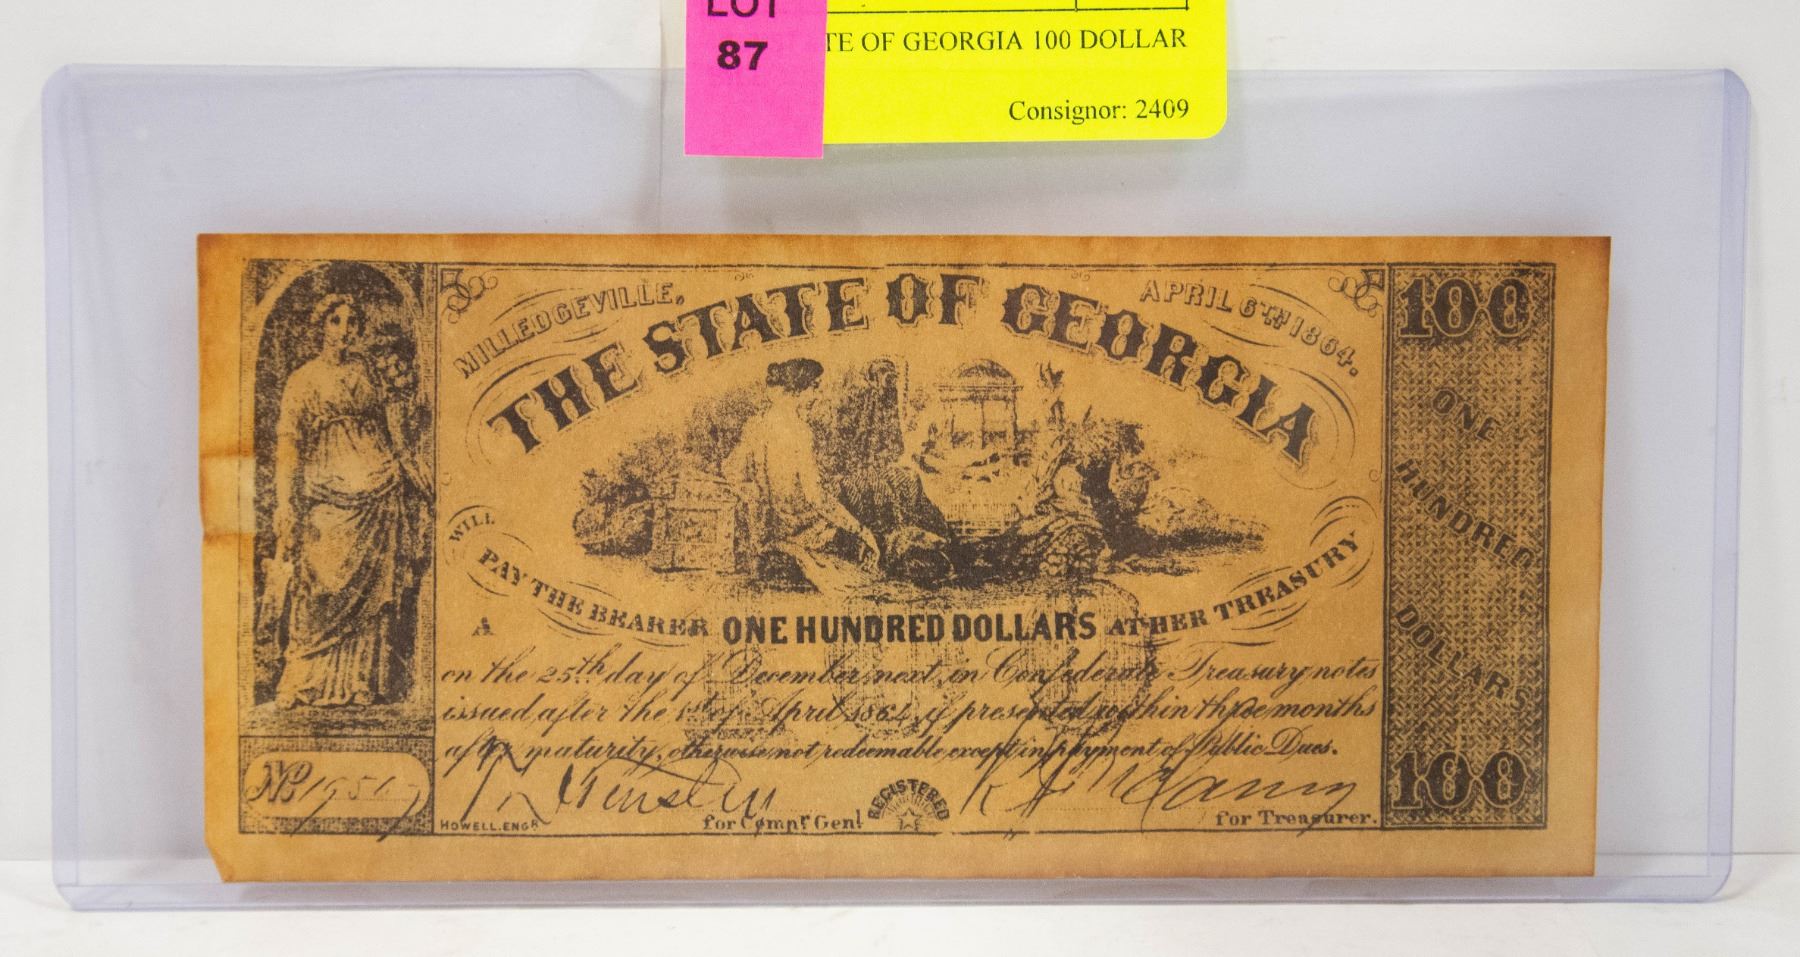 LOT
87
TE OF GEORGIA 100 DOLLAR
Consignor: 2409
MILLEDGEVILLE, APRIL 6TH 1864.
THE STATE OF GEORGIA
100
ONE
HUNDRED
DOLLARS
100
WILL
PAY THE BEARER ONE HUNDRED DOLLARS AT HER TREASURY
A
on the 25th day of December next, in Confederate Treasury notes
issued after the 1st of April 1864, if presented within three months
after maturity, otherwise not redeemable except in payment of Public Dues.
No
HOWELL.ENGR
for Compr Genl
REGISTERED
for Treasurer.